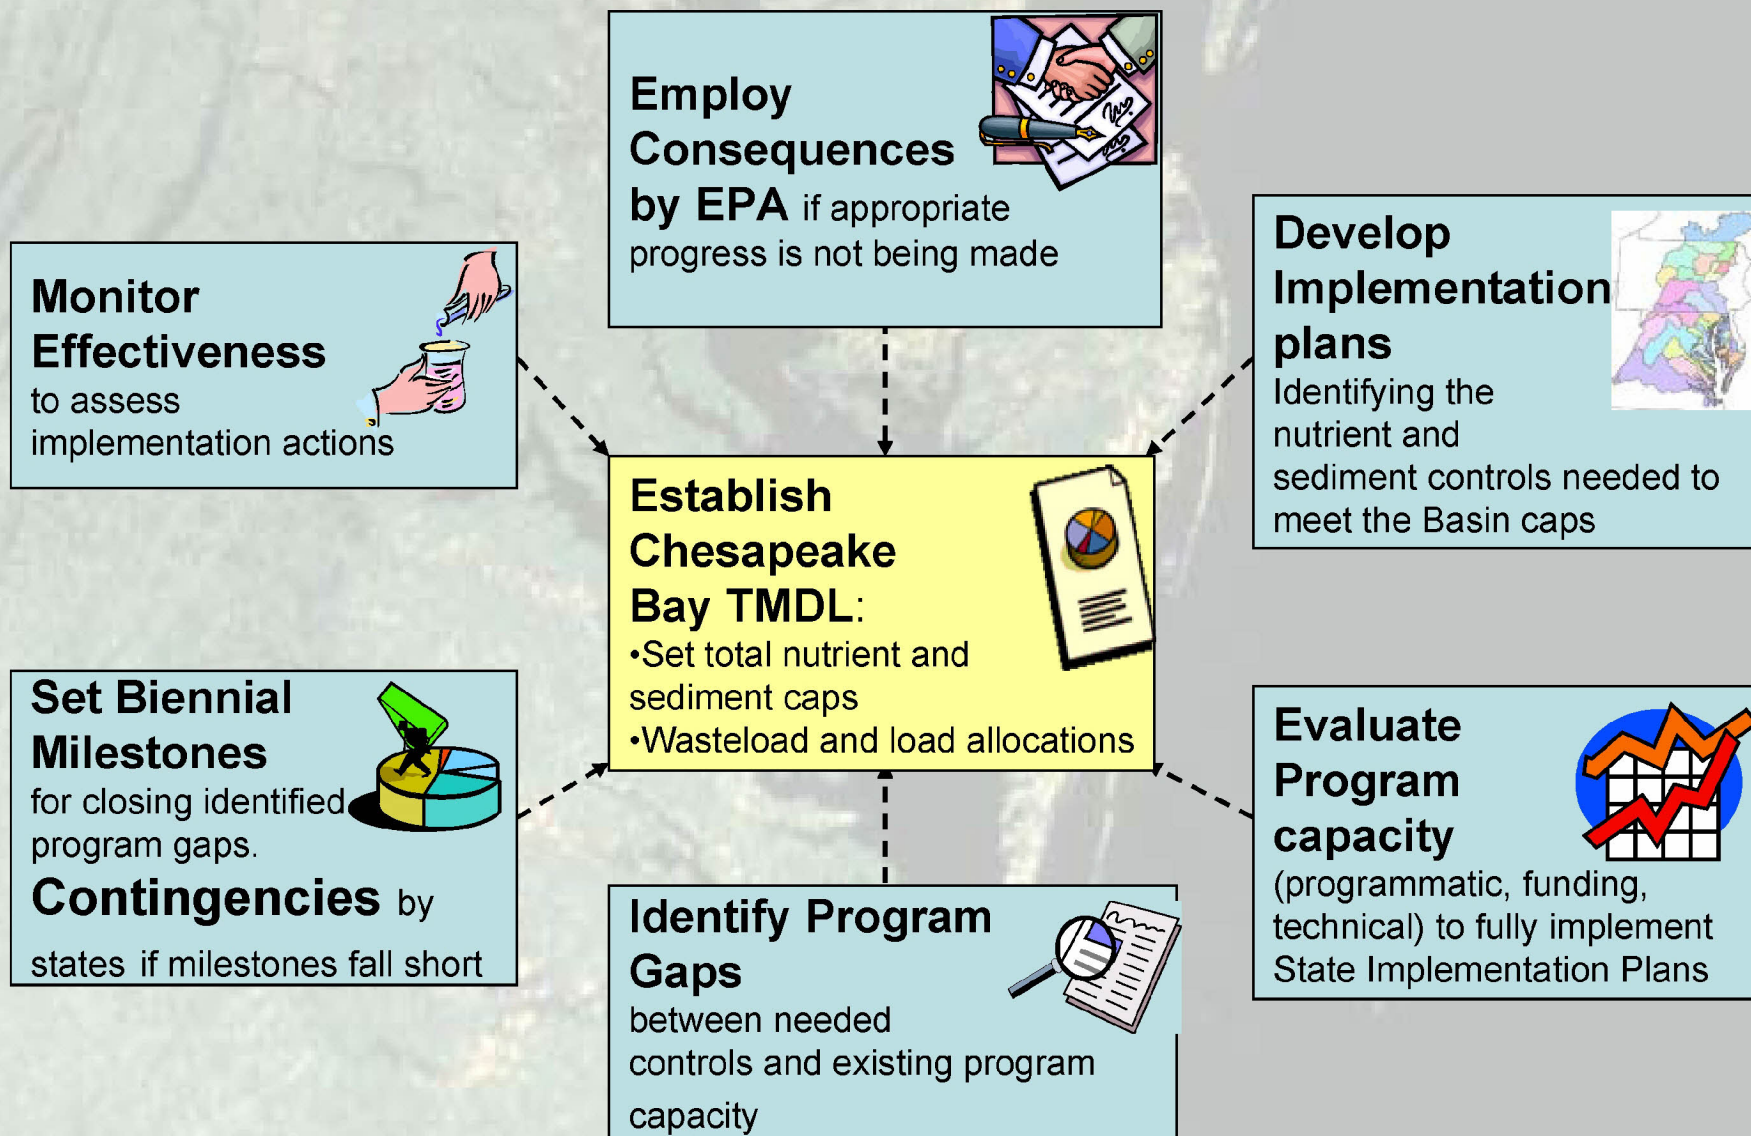 Employ
Consequences
by EPA if appropriate
progress is not being made
Develop
Implementation
plans
Identifying the
nutrient and
sediment controls needed to
meet the Basin caps
Monitor
Effectiveness
to assess
implementation actions
Establish
Chesapeake
Bay TMDL:
•Set total nutrient and
sediment caps
•Wasteload and load allocations
Set Biennial
Milestones
for closing identified
program gaps.
Contingencies by
states if milestones fall short
Evaluate
Program
capacity
(programmatic, funding,
technical) to fully implement
State Implementation Plans
Identify Program
Gaps
between needed
controls and existing program
capacity